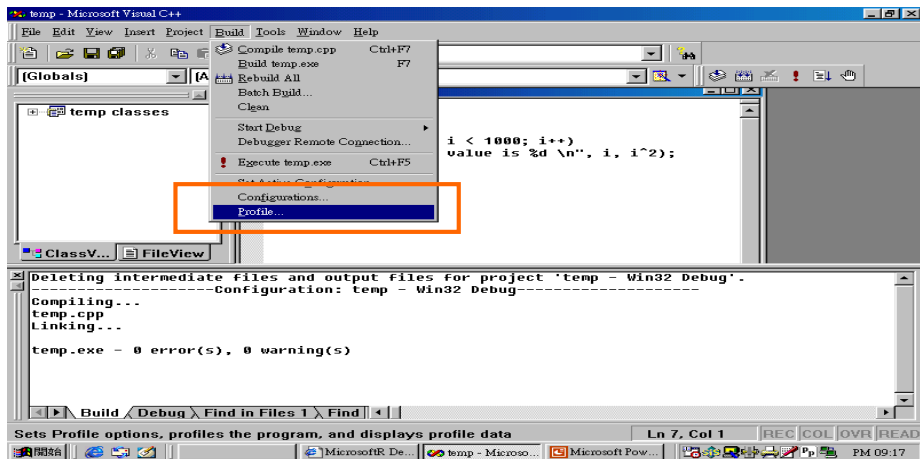 temp - Microsoft Visual C++
File Edit View Insert Project Build Tools Window Help
Compile temp.cpp Ctrl+F7
Build temp.exe F7
Rebuild All
Batch Build...
Clean
Start Debug
Debugger Remote Connection...
Execute temp.exe Ctrl+F5
Set Active Configuration...
Configurations...
Profile...
(Globals) (A
temp classes
i < 1000; i++)
value is %d \n", i, i^2);
ClassV... FileView
Deleting intermediate files and output files for project 'temp - Win32 Debug'.
--------------------Configuration: temp - Win32 Debug--------------------
Compiling...
temp.cpp
Linking...
temp.exe - 0 error(s), 0 warning(s)
Build Debug Find in Files 1 Find
Sets Profile options, profiles the program, and displays profile data Ln 7, Col 1 REC COL OVR READ
開始 MicrosoftR De... temp - Microso... Microsoft Pow... PM 09:17